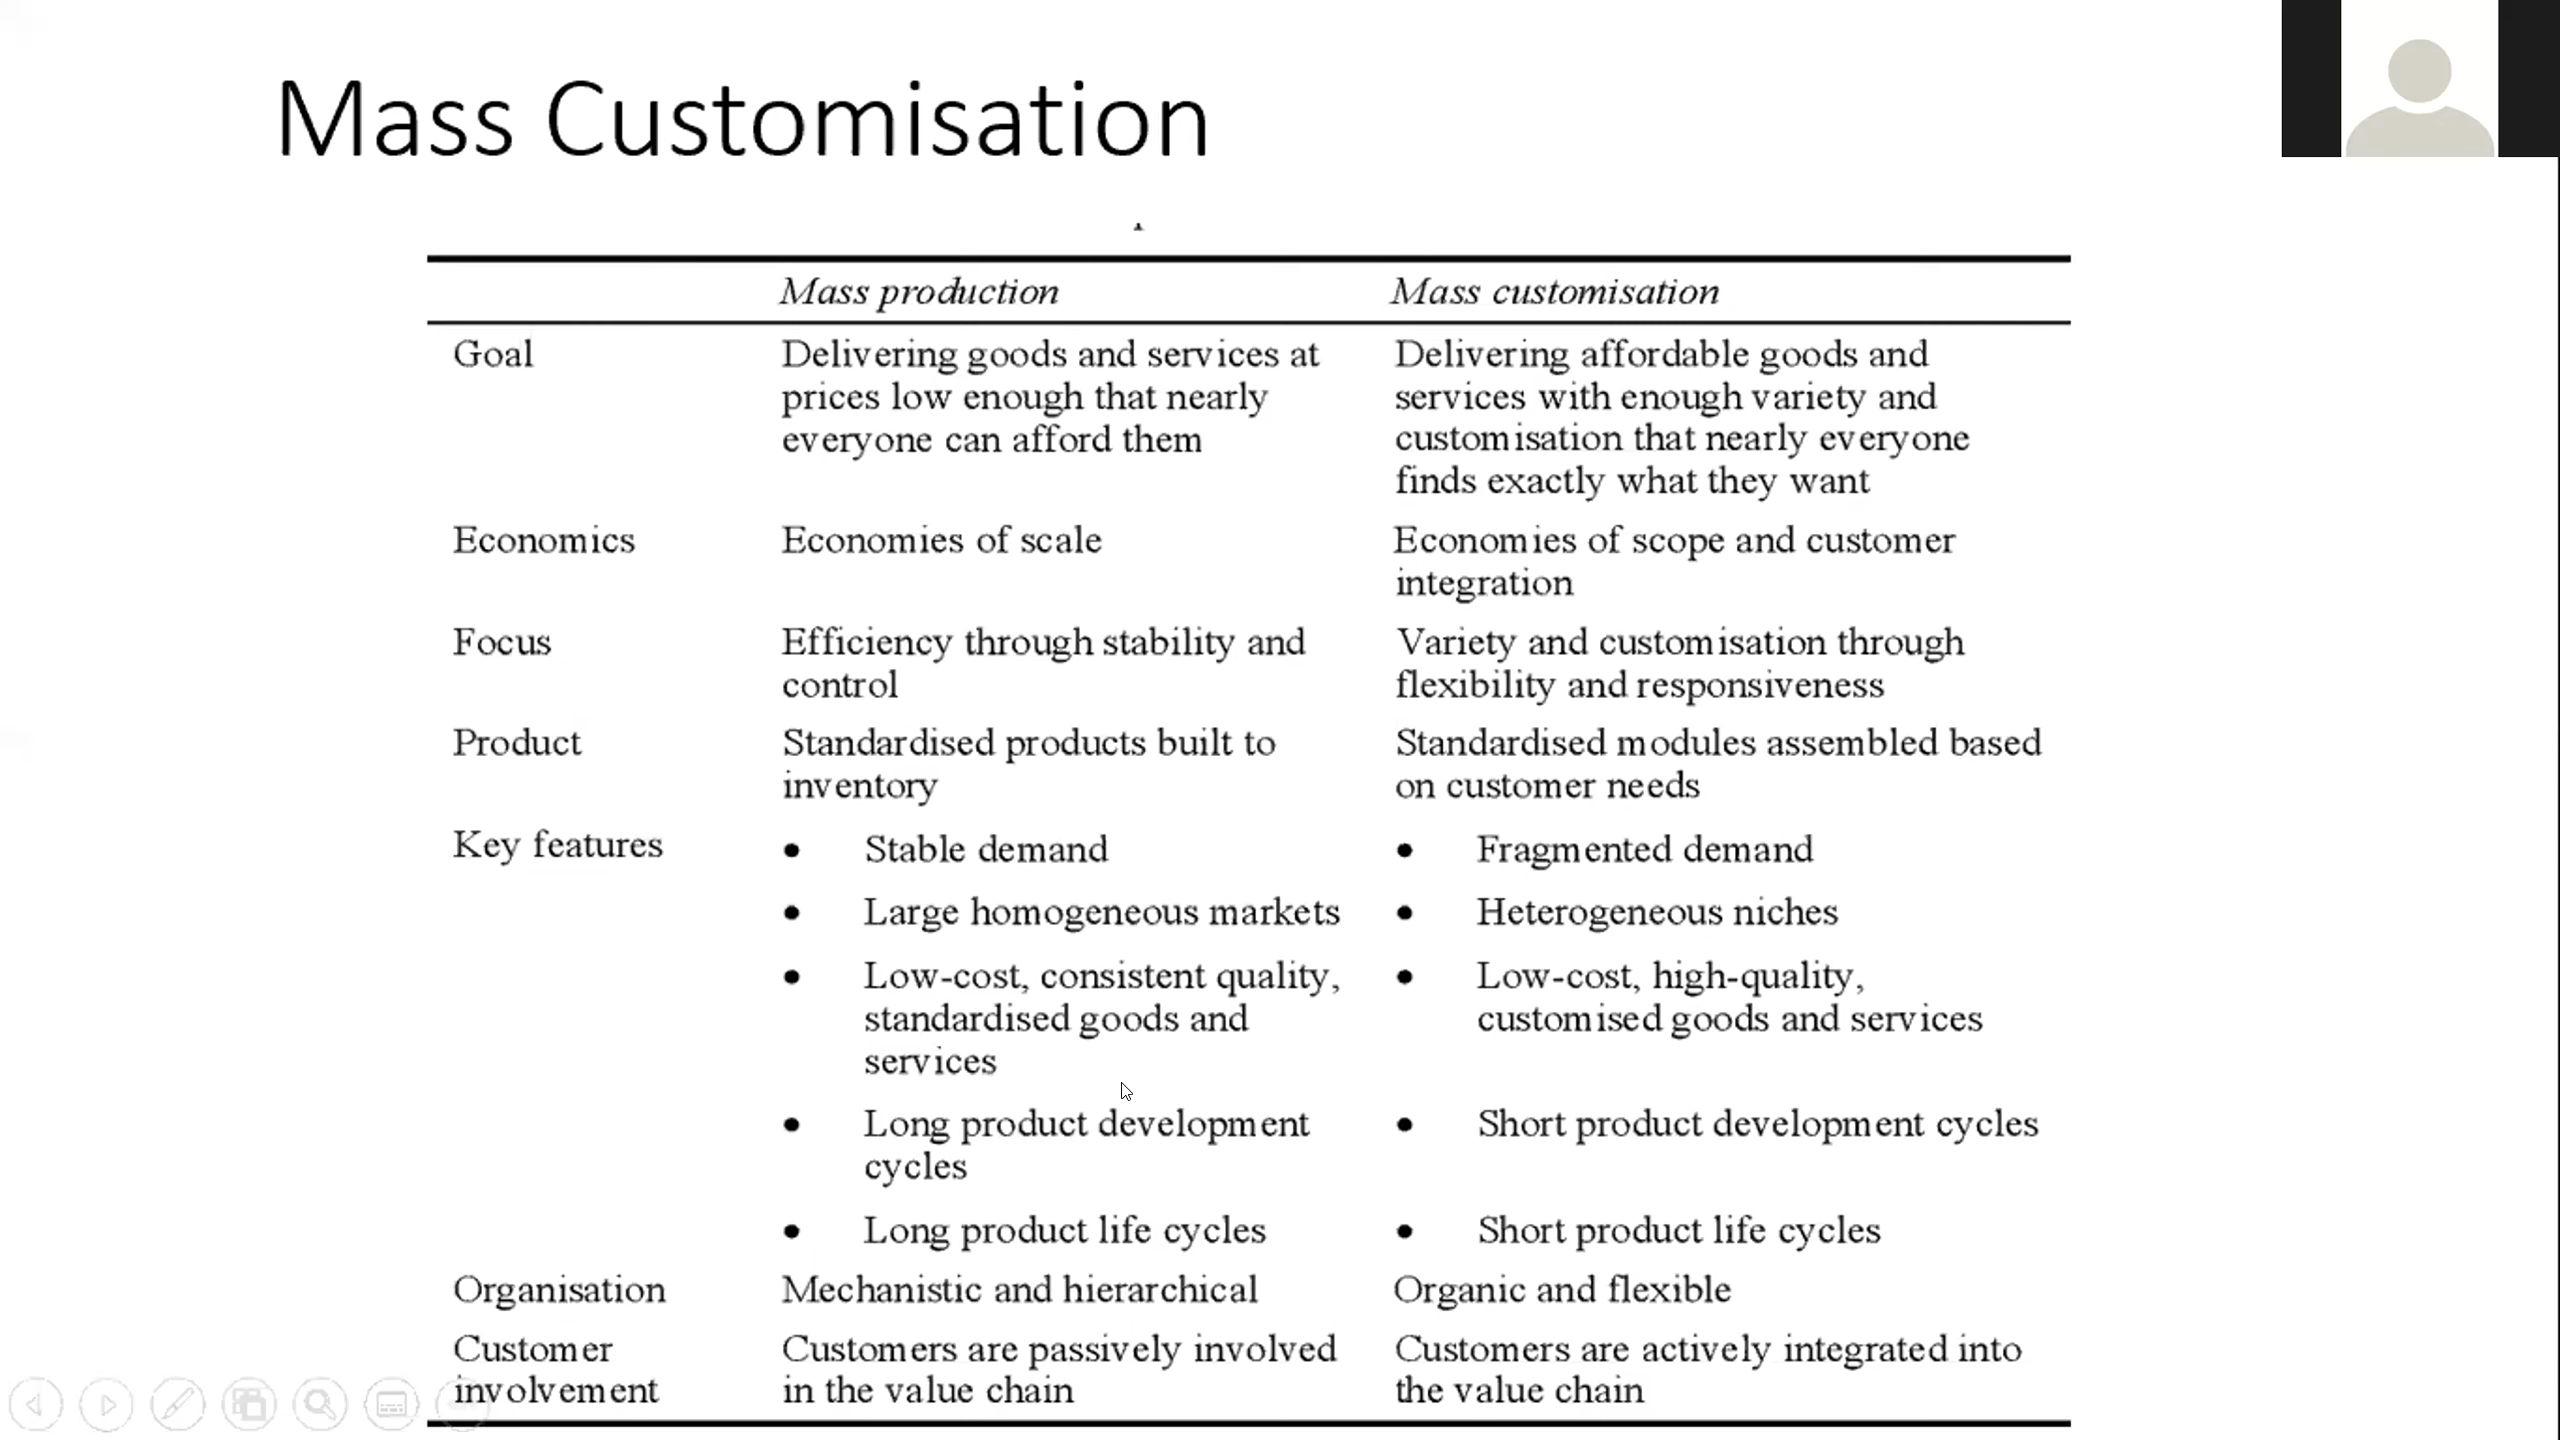 Mass Customisation
Mass production Mass customisation
Goal Delivering goods and services at Delivering affordable goods and
prices low enough that nearly services with enough variety and
everyone can afford them customisation that nearly everyone
finds exactly what they want
Economics Economies of scale Economies of scope and customer
integration
Focus Efficiency through stability and Variety and customisation through
control flexibility and responsiveness
Product Standardised products built to Standardised modules assembled based
inventory on customer needs
Key features • Stable demand • Fragmented demand
• Large homogeneous markets • Heterogeneous niches
• Low-cost, consistent quality, • Low-cost, high-quality,
standardised goods and customised goods and services
services
• Long product development • Short product development cycles
cycles
• Long product life cycles • Short product life cycles
Organisation Mechanistic and hierarchical Organic and flexible
Customer Customers are passively involved Customers are actively integrated into
involvement in the value chain the value chain